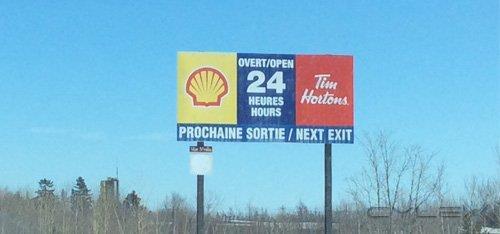 OVERT/OPEN
24
HEURES
HOURS
Tim
Hortons
PROCHAINE SORTIE / NEXT EXIT